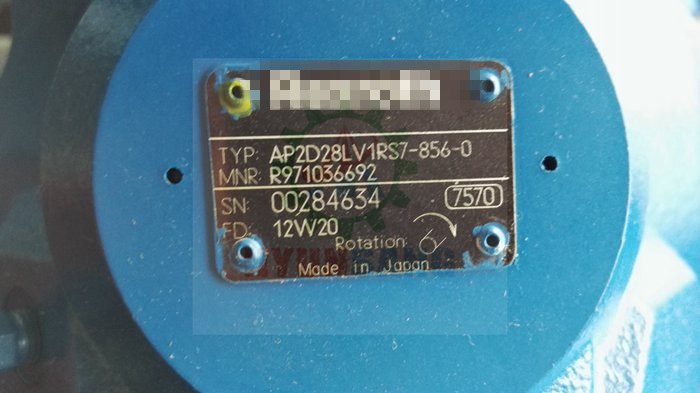 TYP: AP2D28LV1RS7-856-0
MNR: R971036692
SN: 00284634 7570
FD: 12W20
Rotation
Made in Japan